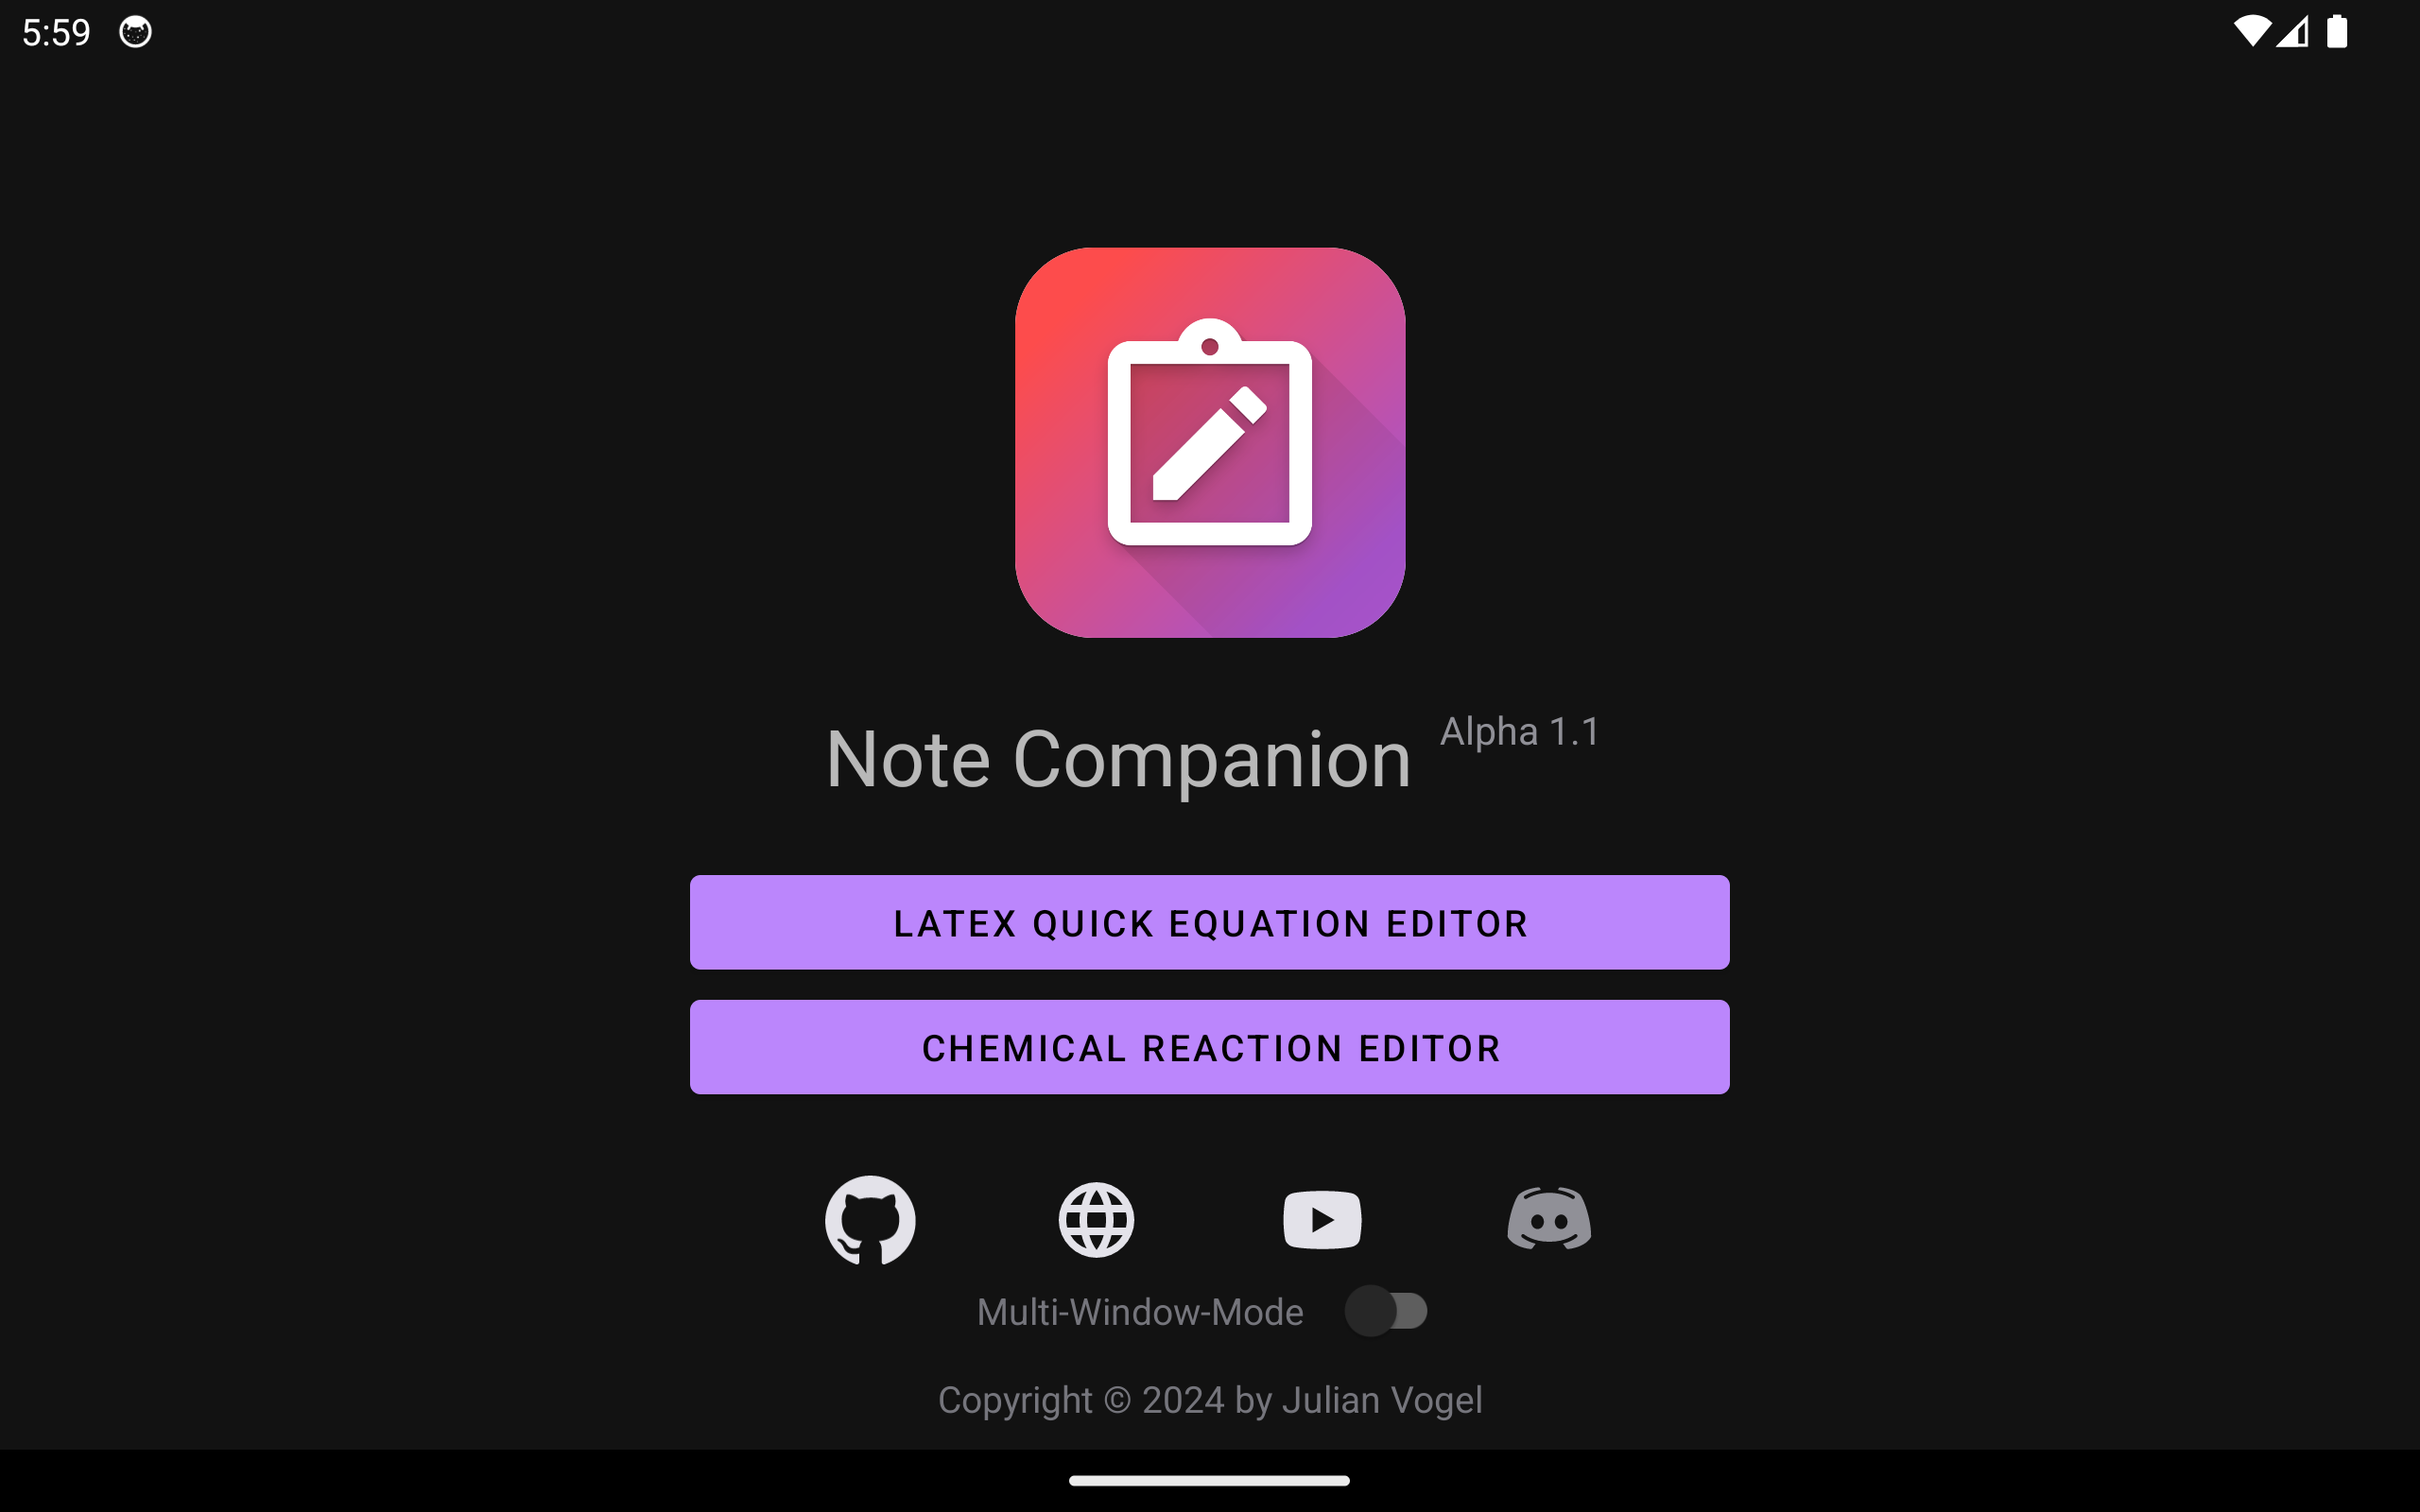 5:59
Note Companion Alpha 1.1
LATEX QUICK EQUATION EDITOR
CHEMICAL REACTION EDITOR
Multi-Window-Mode
Copyright © 2024 by Julian Vogel